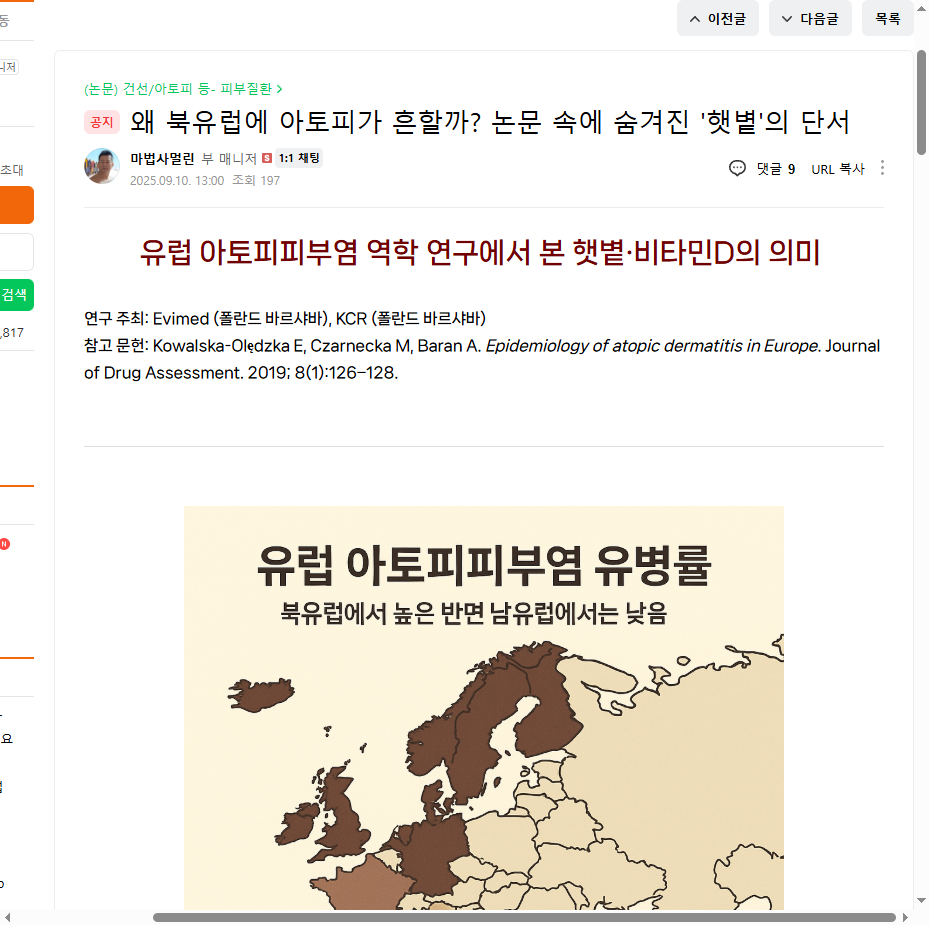 동
이전글
다음글
목록
니저
(논문) 건선/아토피 등- 피부질환 >
공지 왜 북유럽에 아토피가 흔할까? 논문 속에 숨겨진 '햇볕'의 단서
마법사멀린 부 매니저 S 1:1 채팅
2025.09.10. 13:00 조회 197
댓글 9 URL 복사
초대
검색
,817
유럽 아토피피부염 역학 연구에서 본 햇볕·비타민D의 의미
연구 주최: Evimed (폴란드 바르샤바), KCR (폴란드 바르샤바)
참고 문헌: Kowalska-Olędzka E, Czarnecka M, Baran A. Epidemiology of atopic dermatitis in Europe. Journal
of Drug Assessment. 2019; 8(1):126–128.
N
유럽 아토피피부염 유병률
북유럽에서 높은 반면 남유럽에서는 낮음
요